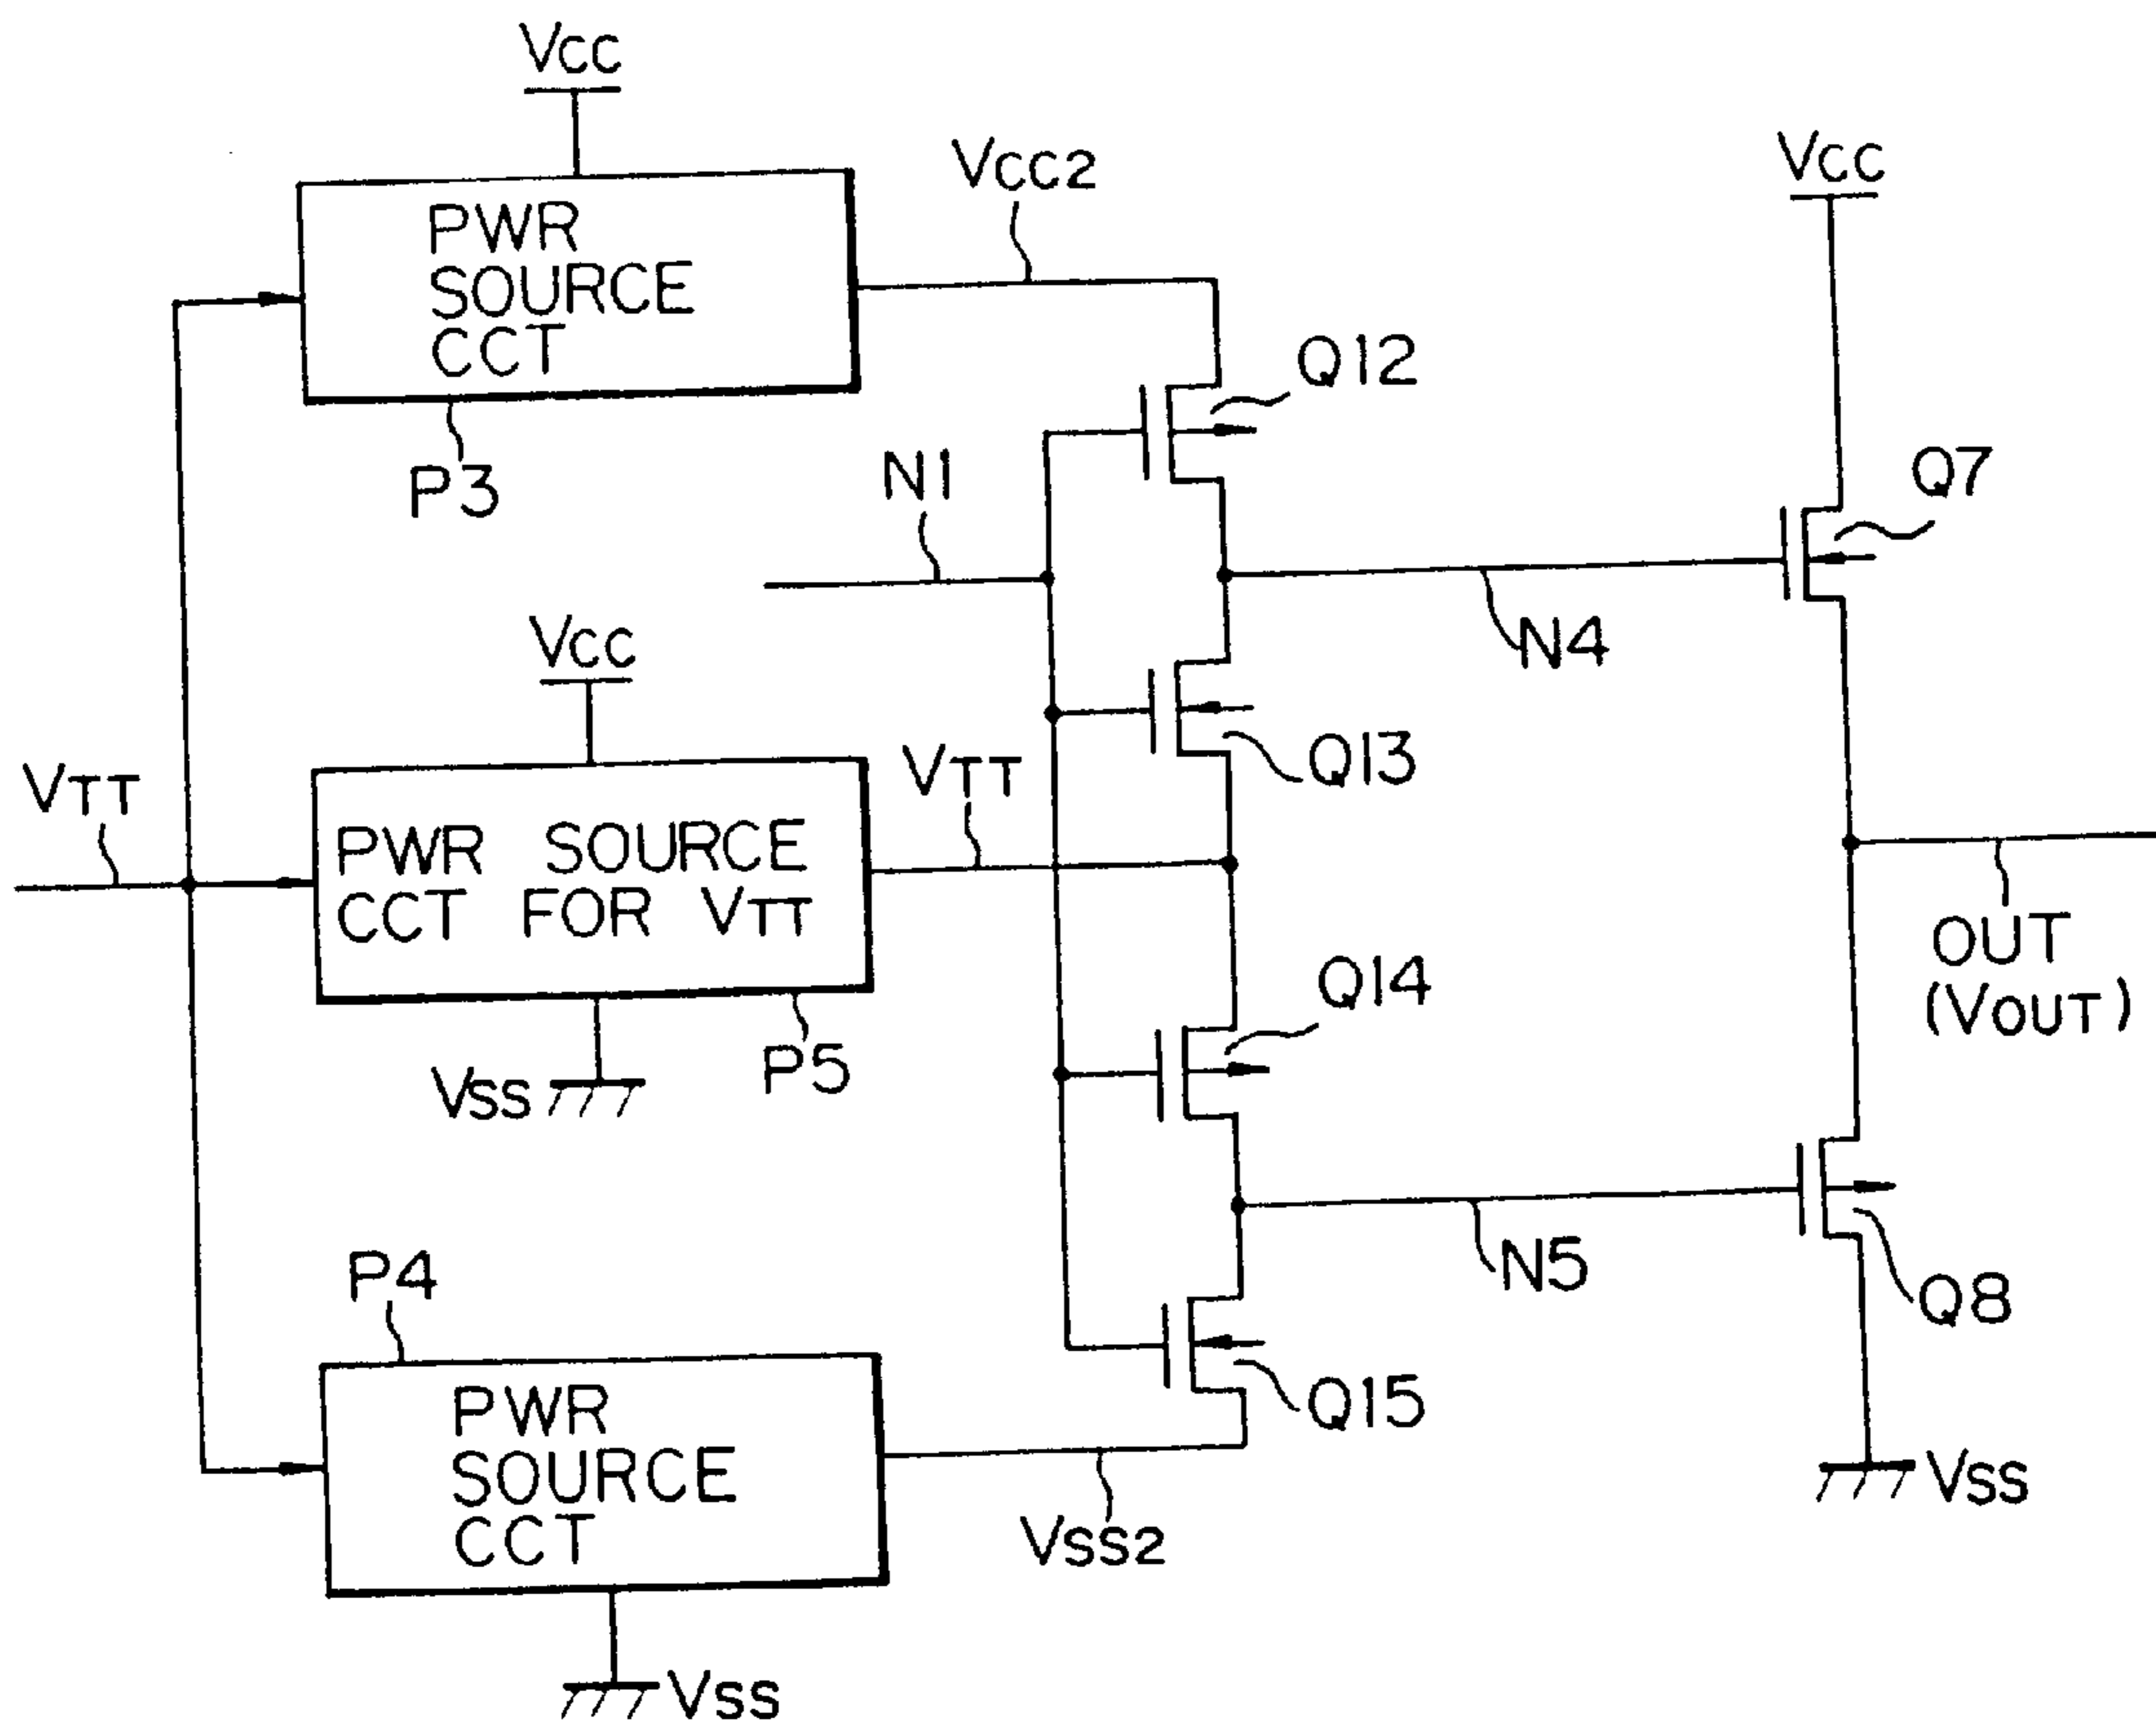 VCC
VCC2
VCC
PWR
SOURCE
CCT
Q12
N1
P3
Q7
N4
VCC
VTT
VTT
Q13
PWR SOURCE
CCT FOR VTT
OUT
(VOUT)
Q14
VSS
P5
N5
P4
Q8
PWR
SOURCE
CCT
Q15
VSS
VSS2
VSS